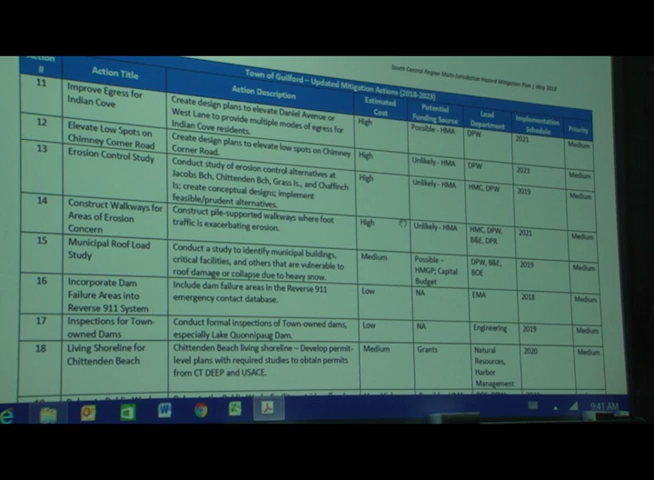 South Central Region Multi-Jurisdiction Hazard Mitigation Plan | May 2018
Town of Guilford – Updated Mitigation Actions (2018-2023)
Action # Action Title Action Description Estimated Cost Potential Funding Source Lead Department Implementation Schedule Priority
11 Improve Egress for Indian Cove Create design plans to elevate Daniel Avenue or West Lane to provide multiple modes of egress for Indian Cove residents. High Possible - HMA DPW 2021 Medium
12 Elevate Low Spots on Chimney Corner Road Create design plans to elevate low spots on Chimney Corner Road. High Unlikely - HMA DPW 2023 Medium
13 Erosion Control Study Conduct study of erosion control alternatives at Jacobs Bch, Chittenden Bch, Grass Is., and Chaffinch Is; create conceptual designs; implement feasible/prudent alternatives. High Unlikely - HMA HMC, DPW 2019 Medium
14 Construct Walkways for Areas of Erosion Concern Construct pile-supported walkways where foot traffic is exacerbating erosion. High Unlikely - HMA HMC, DPW, B&E, DPR 2021 Medium
15 Municipal Roof Load Study Conduct a study to identify municipal buildings, critical facilities, and others that are vulnerable to roof damage or collapse due to heavy snow. Medium Possible – HMGP; Capital Budget DPW, B&E, BOE 2019 Medium
16 Incorporate Dam Failure Areas into Reverse 911 System Include dam failure areas in the Reverse 911 emergency contact database. Low NA EMA 2018 Medium
17 Inspections for Town-owned Dams Conduct formal inspections of Town-owned dams, especially Lake Quonnipaug Dam. Low NA Engineering 2019 Medium
18 Living Shoreline for Chittenden Beach Chittenden Beach living shoreline – Develop permit-level plans with required studies to obtain permits from CT DEEP and USACE. Medium Grants Natural Resources, Harbor Management 2020 Medium
9:41 AM